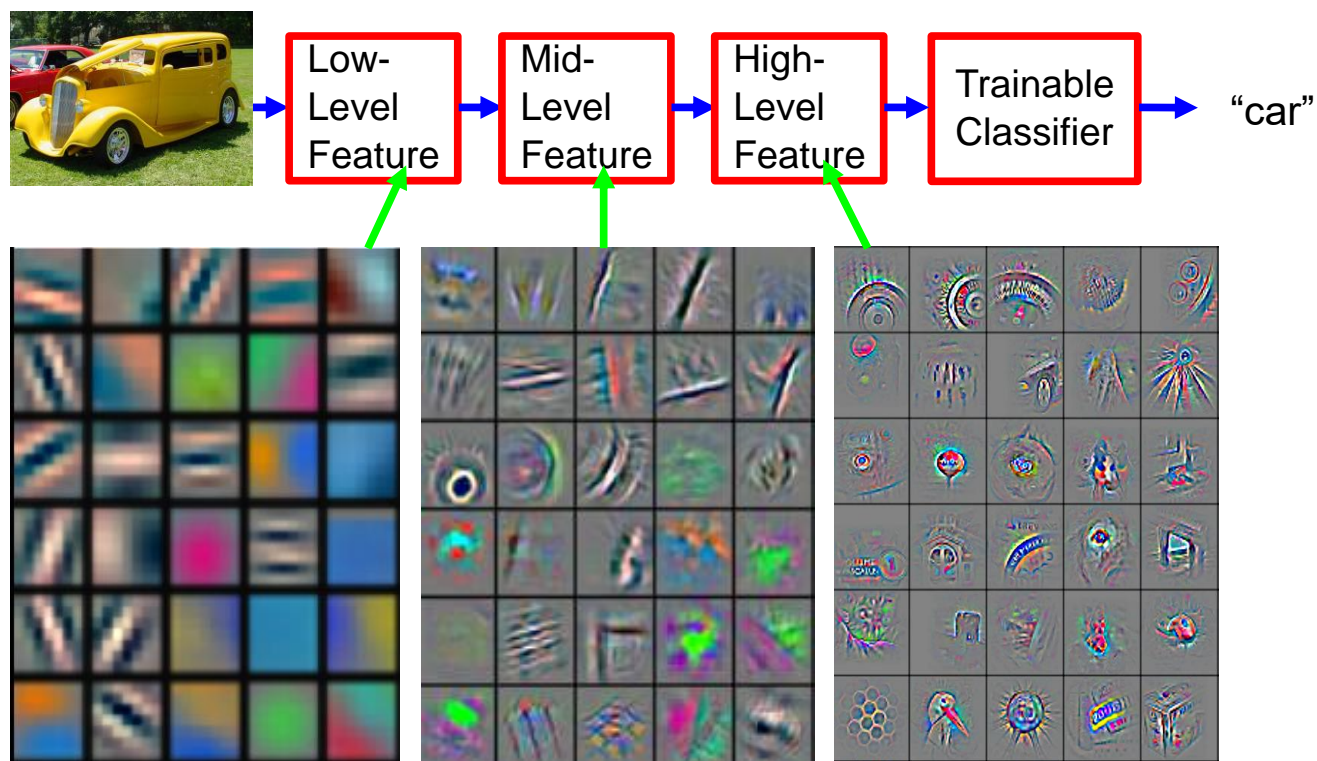 Low-
Level
Feature
Mid-
Level
Feature
High-
Level
Feature
Trainable
Classifier
“car”